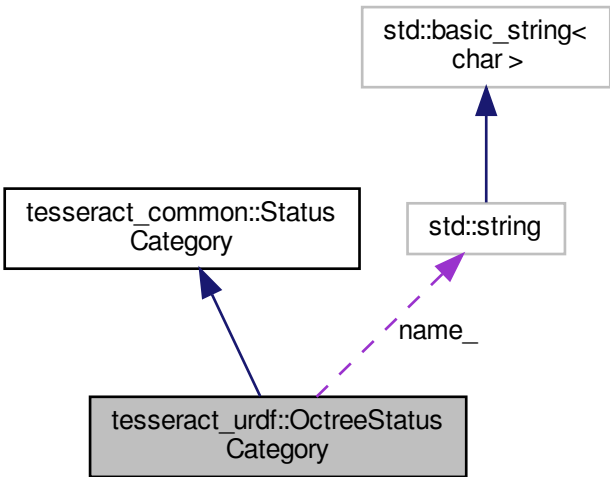 std::basic_string<
char >
tesseract_common::Status
Category
std::string
name_
tesseract_urdf::OctreeStatus
Category